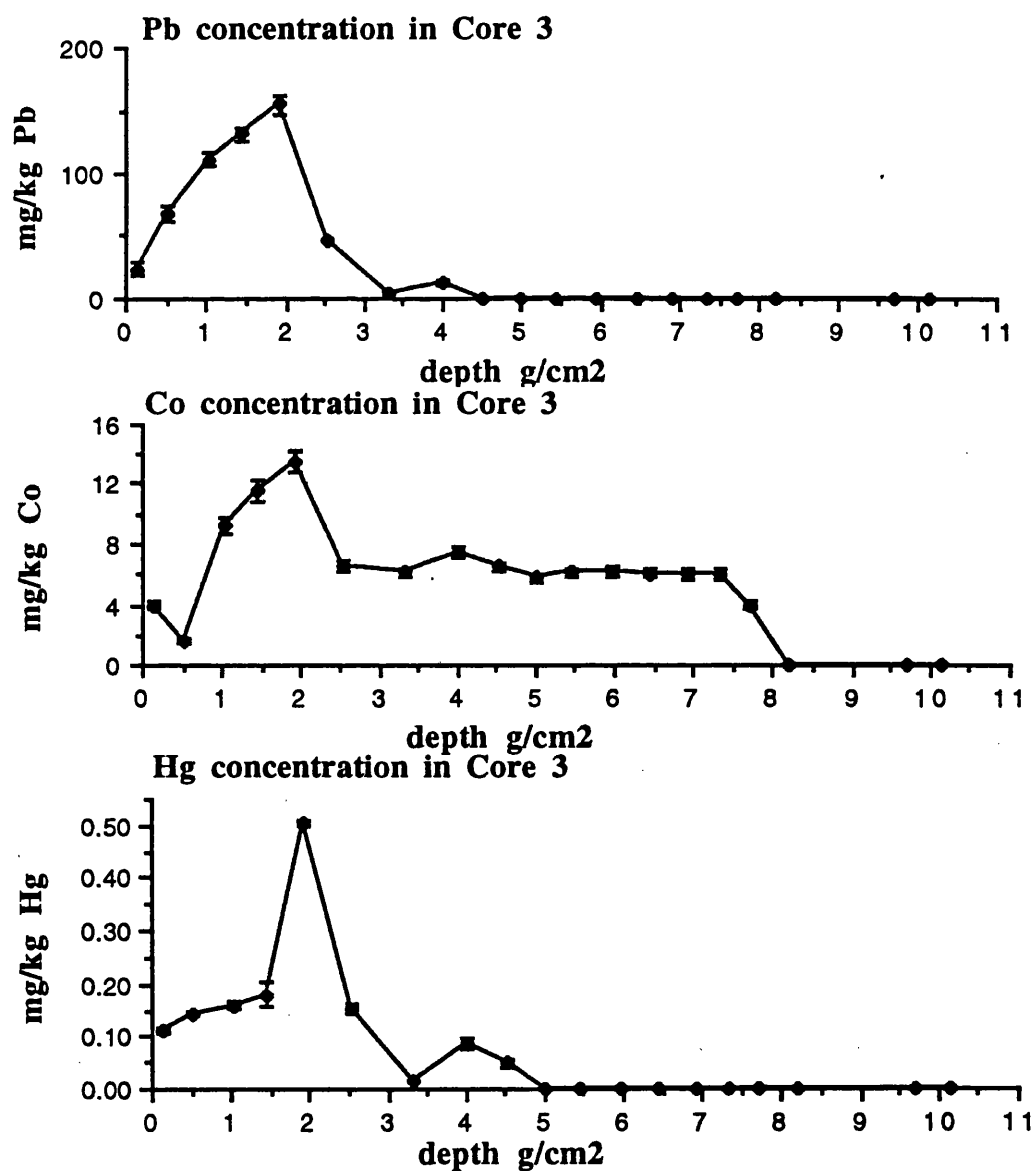 Pb concentration in Core 3
200
100
0
mg/kg Pb
0 1 2 3 4 5 6 7 8 9 10 11
depth g/cm2
Co concentration in Core 3
16
12
8
4
0
mg/kg Co
0 1 2 3 4 5 6 7 8 9 10 11
depth g/cm2
Hg concentration in Core 3
0.50
0.40
0.30
0.20
0.10
0.00
mg/kg Hg
0 1 2 3 4 5 6 7 8 9 10 11
depth g/cm2